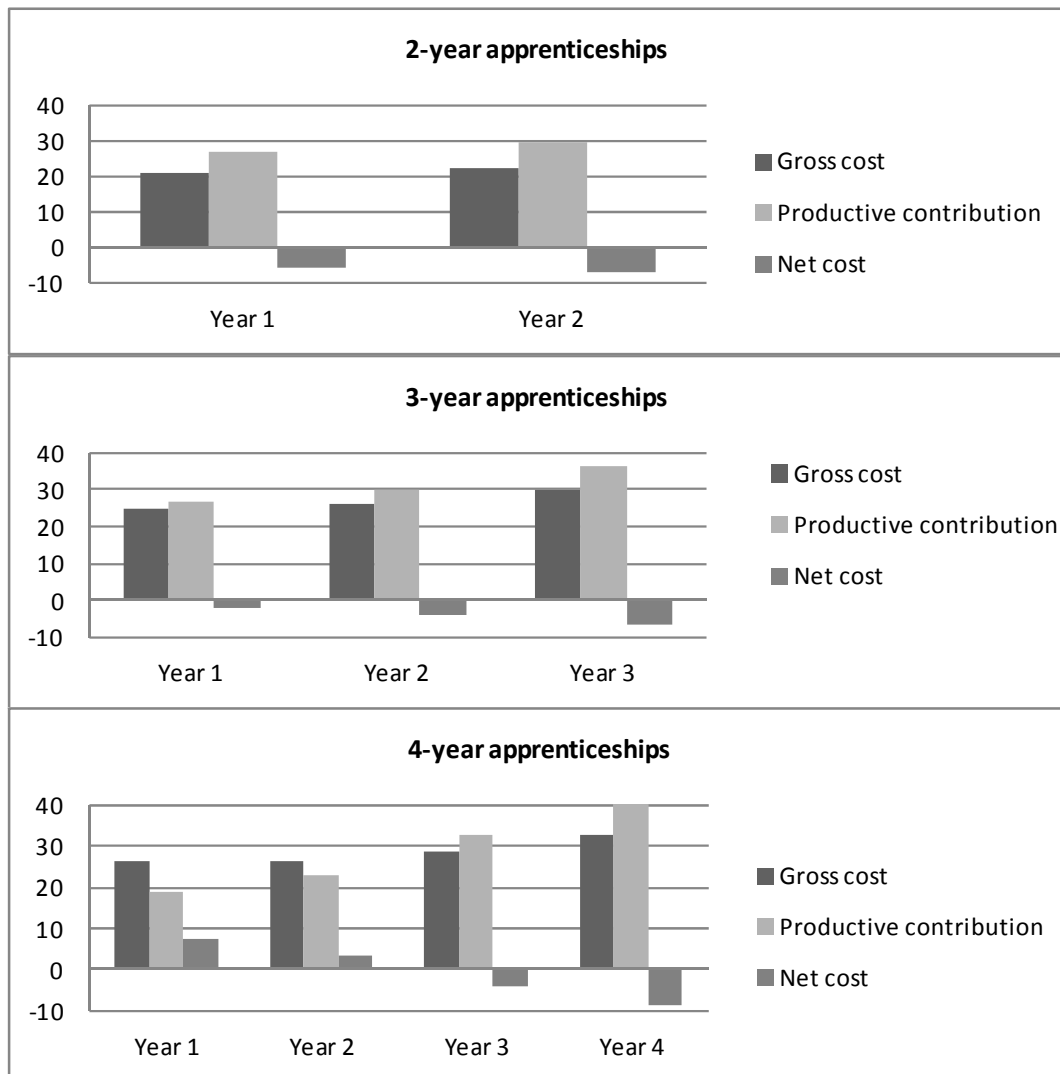 2-year apprenticeships
40
30
20
10
0
-10
Year 1 Year 2
Gross cost
Productive contribution
Net cost
3-year apprenticeships
40
30
20
10
0
-10
Year 1 Year 2 Year 3
Gross cost
Productive contribution
Net cost
4-year apprenticeships
40
30
20
10
0
-10
Year 1 Year 2 Year 3 Year 4
Gross cost
Productive contribution
Net cost